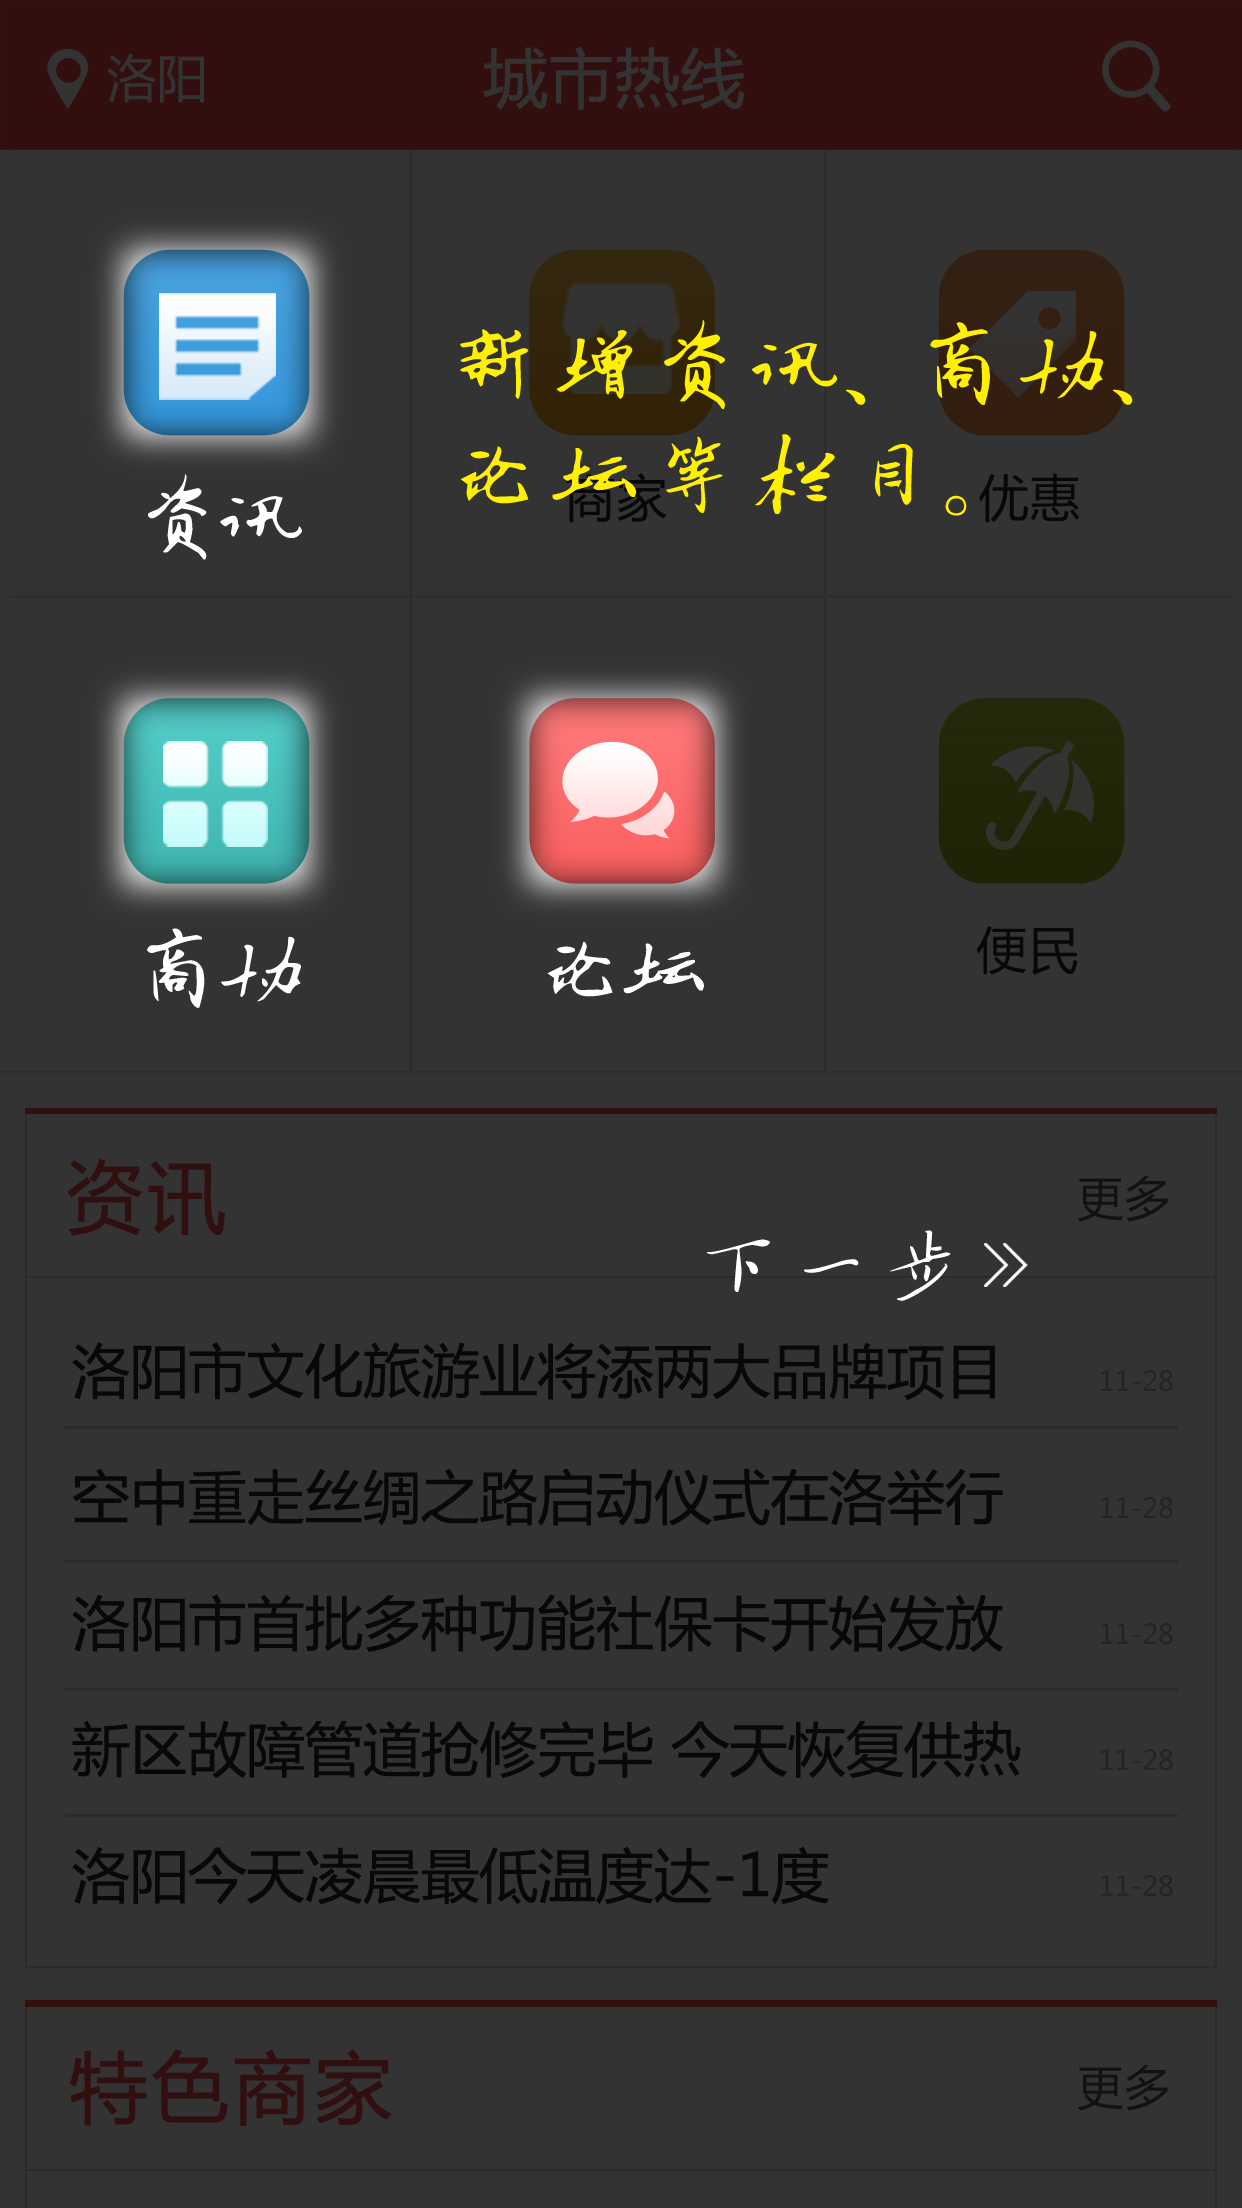 洛阳
城市热线
新增资讯、商协、
论坛等栏目。
资讯
商家
优惠
商协
论坛
便民
资讯
更多
下一步
洛阳市文化旅游业将添两大品牌项目
11-28
空中重走丝绸之路启动仪式在洛举行
11-28
洛阳市首批多种功能社保卡开始发放
11-28
新区故障管道抢修完毕 今天恢复供热
11-28
洛阳今天凌晨最低温度达-1度
11-28
特色商家
更多